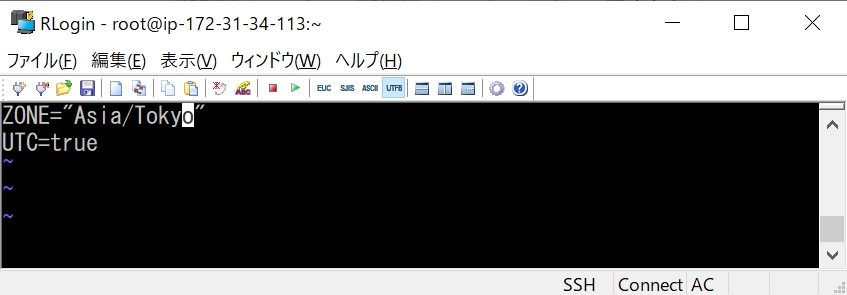 RLogin - root@ip-172-31-34-113:~
ファイル(F) 編集(E) 表示(V) ウィンドウ(W) ヘルプ(H)
ABC EUC SJIS ASCII UTF8
ZONE="Asia/Tokyo"
UTC=true
~
~
~
SSH Connect AC